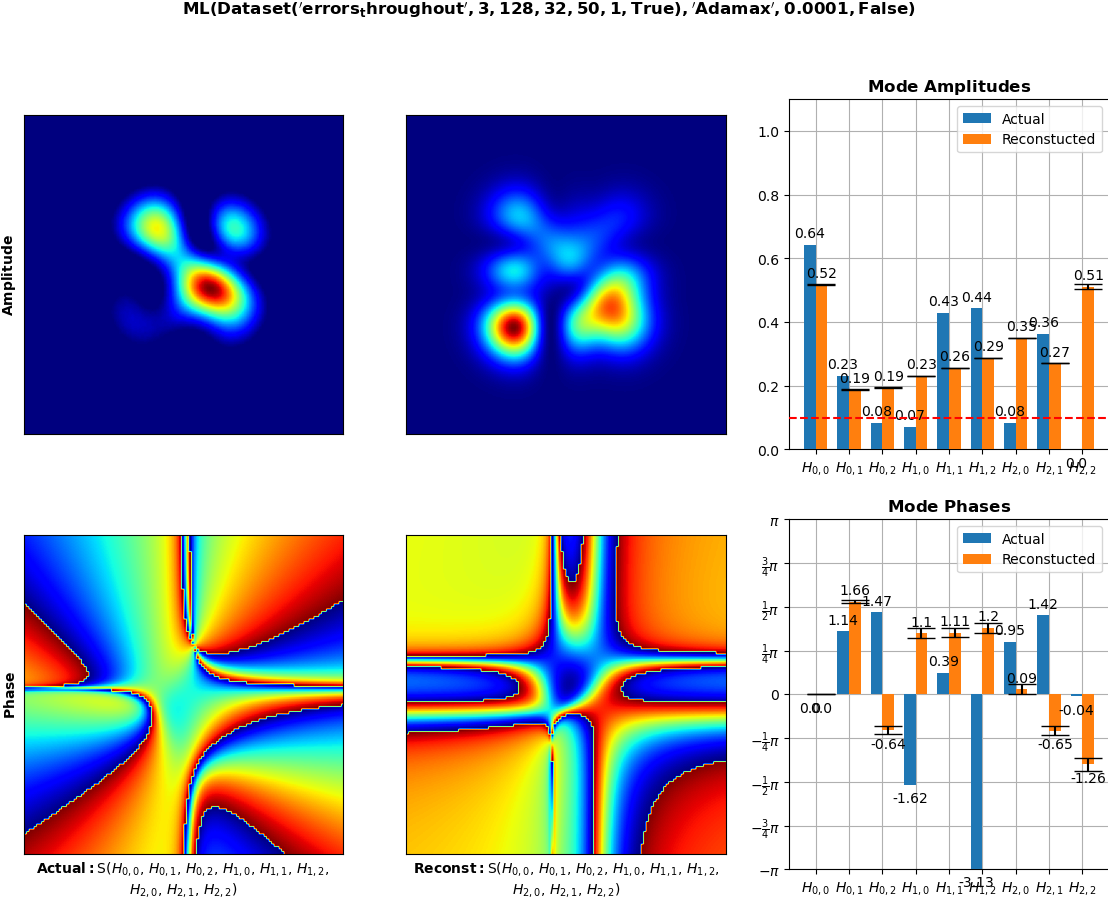 ML(Dataset('errors_throughout', 3, 128, 32, 50, 1, True), 'Adamax', 0.0001, False)
Amplitude
Mode Amplitudes
Actual
Reconstucted
1.0
0.8
0.6
0.4
0.2
0.0
0.64
0.52
0.23
0.19
0.08
0.19
0.07
0.23
0.43
0.26
0.44
0.29
0.08
0.35
0.36
0.27
0.0
0.51
H0,0 H0,1 H0,2 H1,0 H1,1 H1,2 H2,0 H2,1 H2,2
Phase
Mode Phases
Actual
Reconstucted
π
3/4π
1/2π
1/4π
0
−1/4π
−1/2π
−3/4π
−π
0.0
0.0
1.14
1.66
1.47
-0.64
-1.62
1.1
0.39
1.11
-3.13
1.2
0.95
0.09
1.42
-0.65
-0.04
-1.26
H0,0 H0,1 H0,2 H1,0 H1,1 H1,2 H2,0 H2,1 H2,2
Actual: S(H0,0, H0,1, H0,2, H1,0, H1,1, H1,2,
H2,0, H2,1, H2,2)
Reconst: S(H0,0, H0,1, H0,2, H1,0, H1,1, H1,2,
H2,0, H2,1, H2,2)